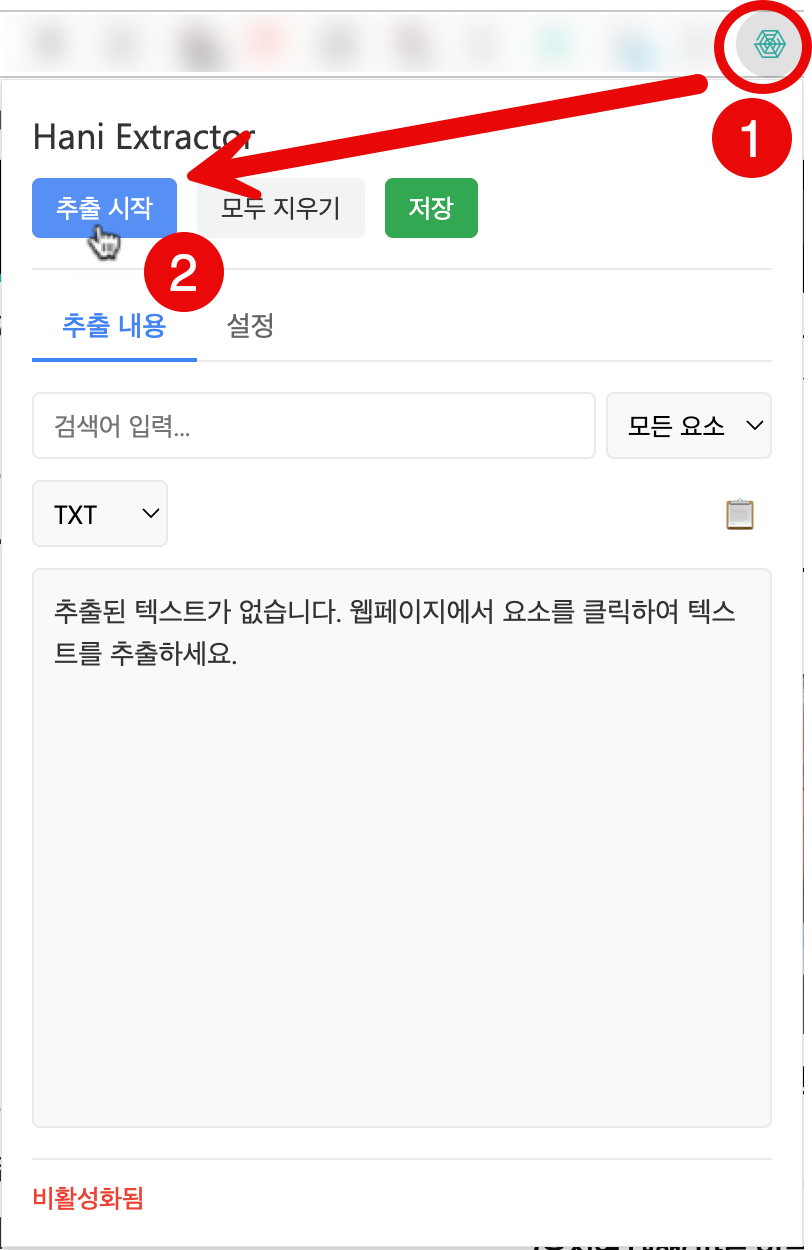 1
Hani Extractor
추출 시작
모두 지우기
저장
2
추출 내용
설정
검색어 입력...
모든 요소
TXT
추출된 텍스트가 없습니다. 웹페이지에서 요소를 클릭하여 텍스
트를 추출하세요.
비활성화됨